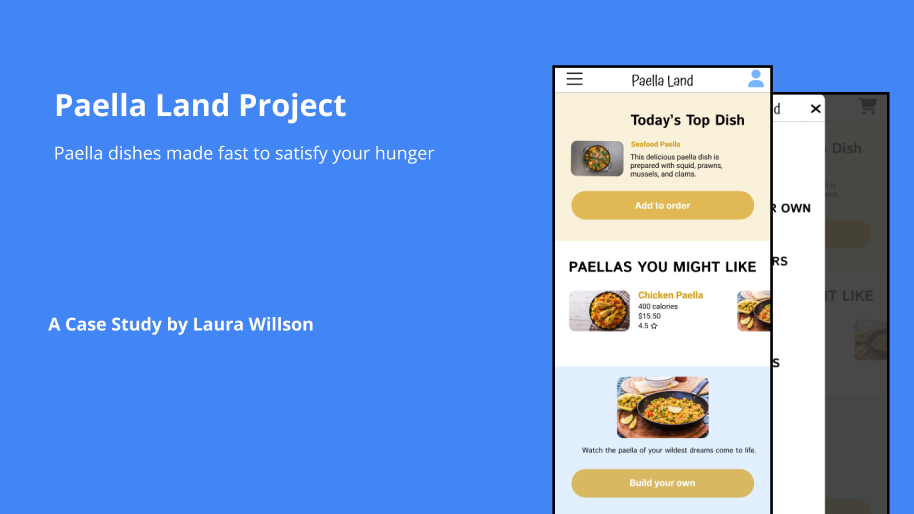 Paella Land Project
Paella dishes made fast to satisfy your hunger
A Case Study by Laura Willson
Paella Land
Today's Top Dish
Seafood Paella
This delicious paella dish is
prepared with squid, prawns,
mussels, and clams.
Add to order
PAELLAS YOU MIGHT LIKE
Chicken Paella
400 calories
$15.50
4.5
Watch the paella of your wildest dreams come to life.
Build your own
d
Dish
R OWN
RS
IT LIKE
S